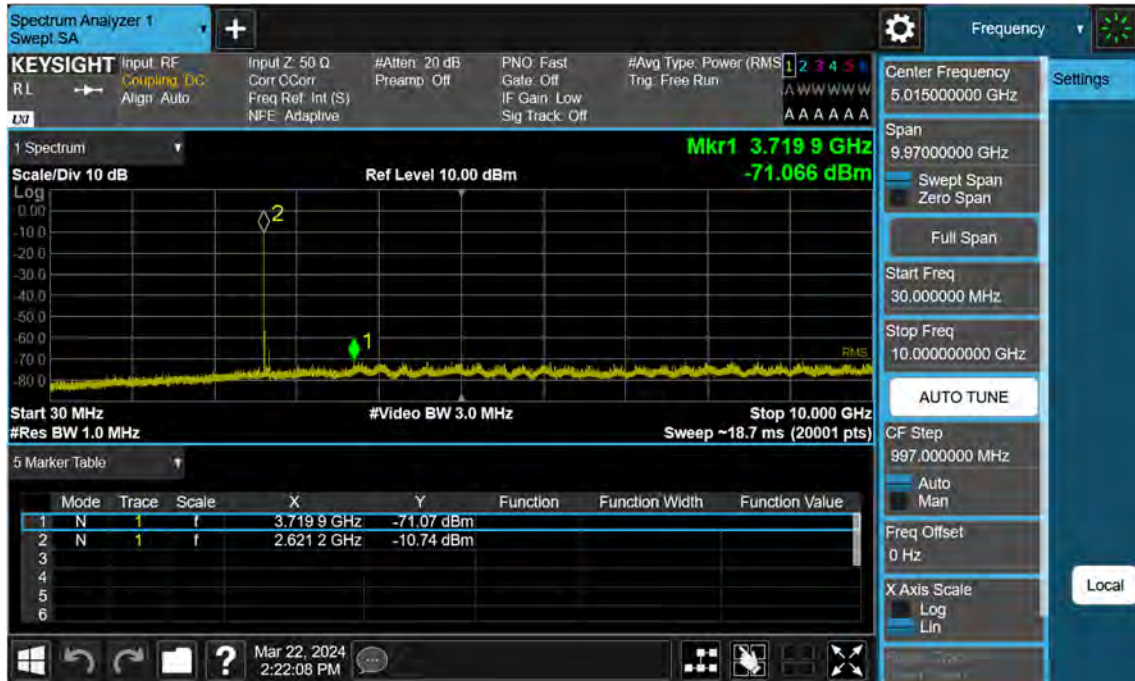 Spectrum Analyzer 1
Swept SA
Frequency
KEYSIGHT
RL
LXI
Input: RF
Coupling: DC
Align: Auto
Input Z: 50 Ω
Corr CCorr
Freq Ref: Int (S)
NFE: Adaptive
#Atten: 20 dB
Preamp: Off
PNO: Fast
Gate: Off
IF Gain: Low
Sig Track: Off
#Avg Type: Power (RMS
Trig: Free Run
1 2 3 4 5 6
A W W W W W
A A A A A A
1 Spectrum
Scale/Div 10 dB
Ref Level 10.00 dBm
Mkr1 3.719 9 GHz
-71.066 dBm
Log
0.00
-10.0
-20.0
-30.0
-40.0
-50.0
-60.0
-70.0
-80.0
2
1
RMS
Start 30 MHz
#Video BW 3.0 MHz
Stop 10.000 GHz
#Res BW 1.0 MHz
Sweep ~18.7 ms (20001 pts)
5 Marker Table
Mode Trace Scale X Y Function Function Width Function Value
1 N 1 f 3.719 9 GHz -71.07 dBm
2 N 1 f 2.621 2 GHz -10.74 dBm
3
4
5
6
Mar 22, 2024
2:22:08 PM
Center Frequency
5.015000000 GHz
Span
9.97000000 GHz
Swept Span
Zero Span
Full Span
Start Freq
30.000000 MHz
Stop Freq
10.000000000 GHz
AUTO TUNE
CF Step
997.000000 MHz
Auto
Man
Freq Offset
0 Hz
X Axis Scale
Log
Lin
Settings
Local